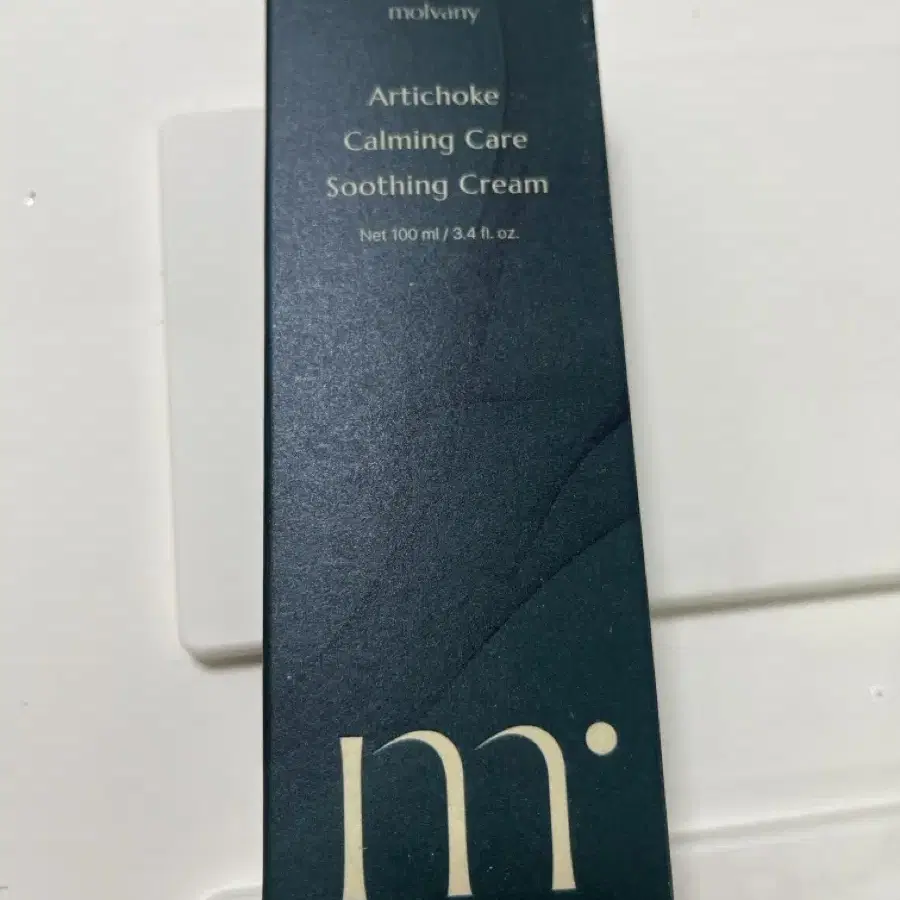 molvany
Artichoke
Calming Care
Soothing Cream
Net 100 ml / 3.4 fl. oz.
m·